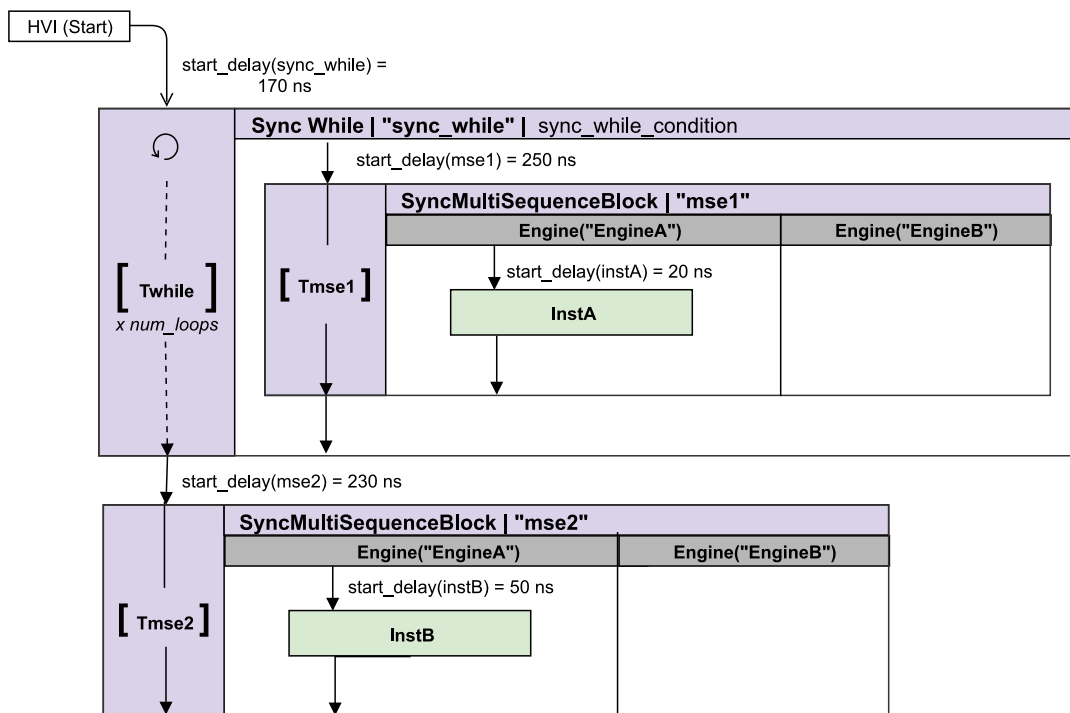 HVI (Start)
start_delay(sync_while) =
170 ns
Sync While | "sync_while" | sync_while_condition
start_delay(mse1) = 250 ns
SyncMultiSequenceBlock | "mse1"
Engine("EngineA")
Engine("EngineB")
start_delay(instA) = 20 ns
[ Twhile ]
x num_loops
[ Tmse1 ]
InstA
start_delay(mse2) = 230 ns
SyncMultiSequenceBlock | "mse2"
Engine("EngineA")
Engine("EngineB")
start_delay(instB) = 50 ns
[ Tmse2 ]
InstB